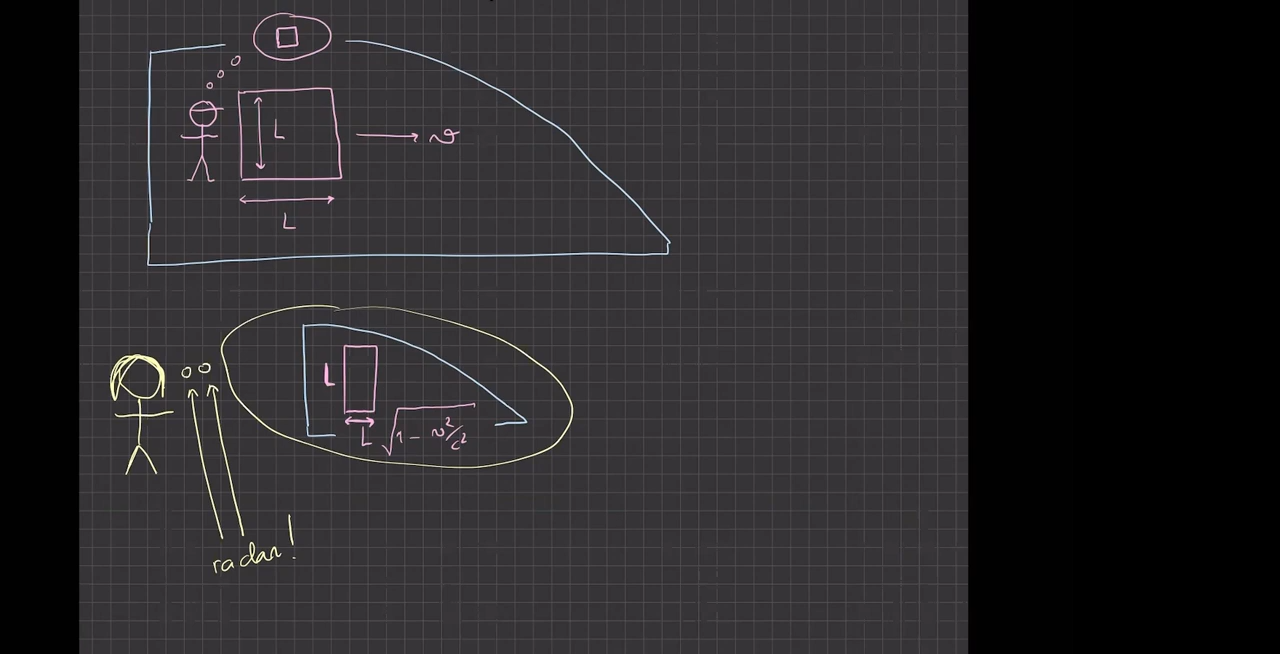 L
v
L
L
L √(1 - v²/c²)
radar!